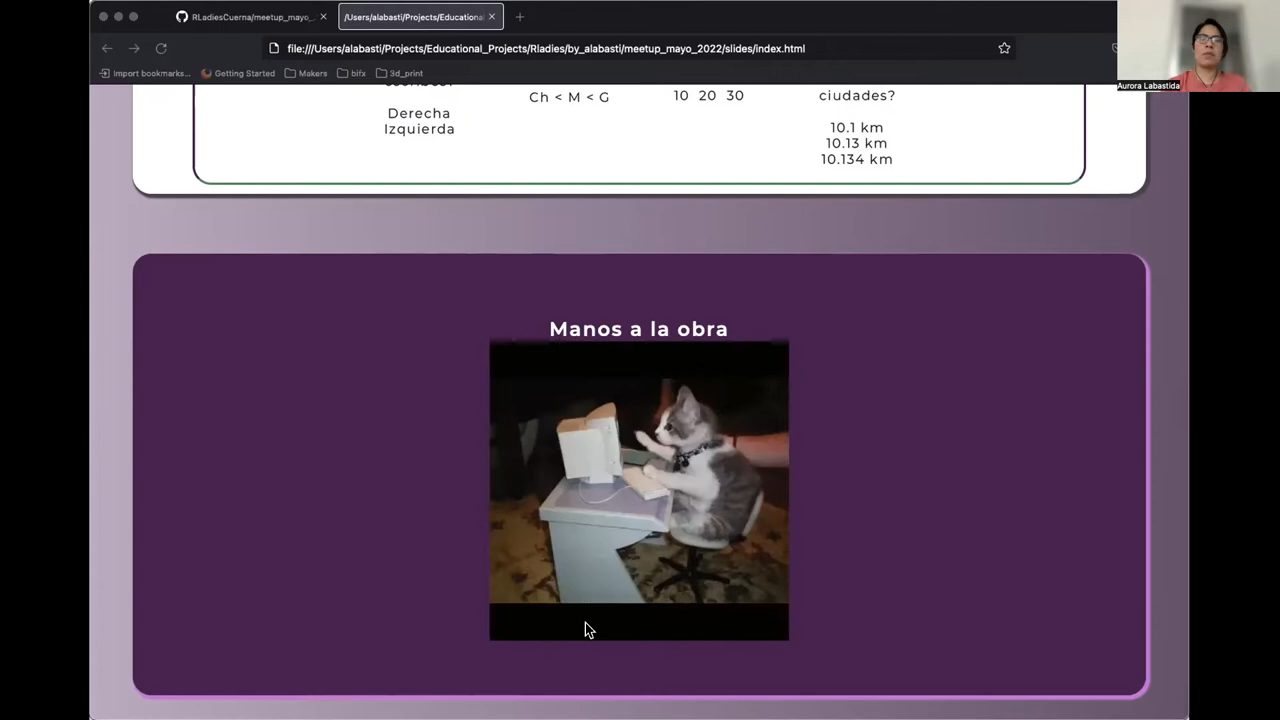 RLadiesCuerna/meetup_mayo_...
/Users/alabasti/Projects/Educational
file:///Users/alabasti/Projects/Educational_Projects/Rladies/by_alabasti/meetup_mayo_2022/slides/index.html
Import bookmarks...
Getting Started
Makers
bifx
3d_print
Aurora Labastida
Derecha
Izquierda
Ch < M < G
10 20 30
ciudades?
10.1 km
10.13 km
10.134 km
Manos a la obra